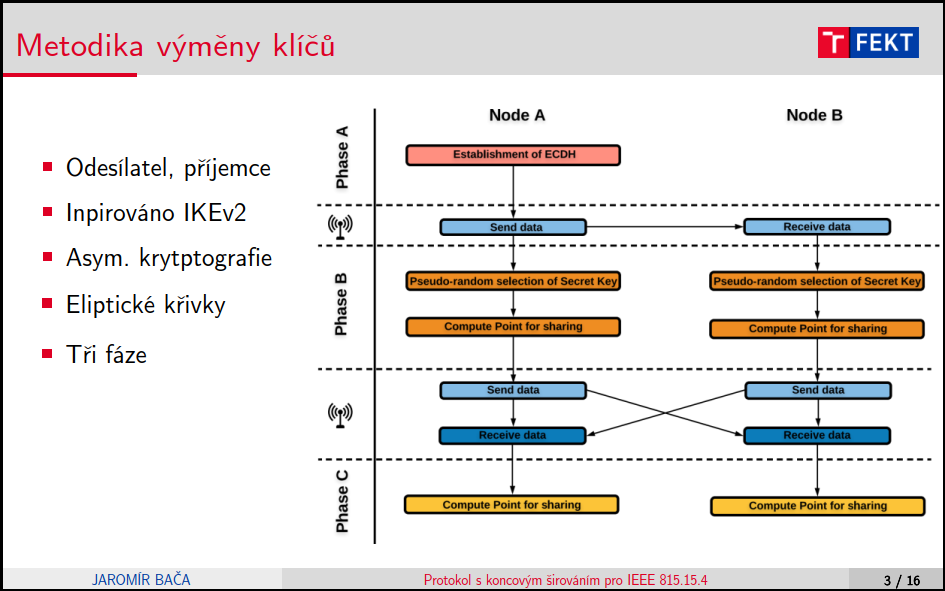 Metodika výměny klíčů
T FEKT
Odesílatel, příjemce
Inpirováno IKEv2
Asym. krytptografie
Eliptické křivky
Tři fáze
Node A Node B
Phase A
Establishment of ECDH
Send data Receive data
Phase B
Pseudo-random selection of Secret Key Pseudo-random selection of Secret Key
Compute Point for sharing Compute Point for sharing
Send data Send data
Receive data Receive data
Phase C
Compute Point for sharing Compute Point for sharing
JAROMÍR BAČA Protokol s koncovým širováním pro IEEE 815.15.4 3 / 16